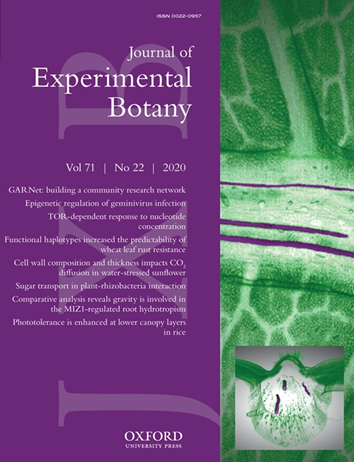 ISSN 0022-0957
Journal of
Experimental
Botany
Vol 71 | No 22 | 2020
GARNet: building a community research network
Epigenetic regulation of geminivirus infection
TOR-dependent response to nucleotide
concentration
Functional haplotypes increased the predictability of
wheat leaf rust resistance
Cell wall composition and thickness impacts CO₂
diffusion in water-stressed sunflower
Sugar transport in plant-rhizobacteria interaction
Comparative analysis reveals gravity is involved in
the MIZ1-regulated root hydrotropism
Phototolerance is enhanced at lower canopy layers
in rice
J X B
OXFORD
UNIVERSITY PRESS